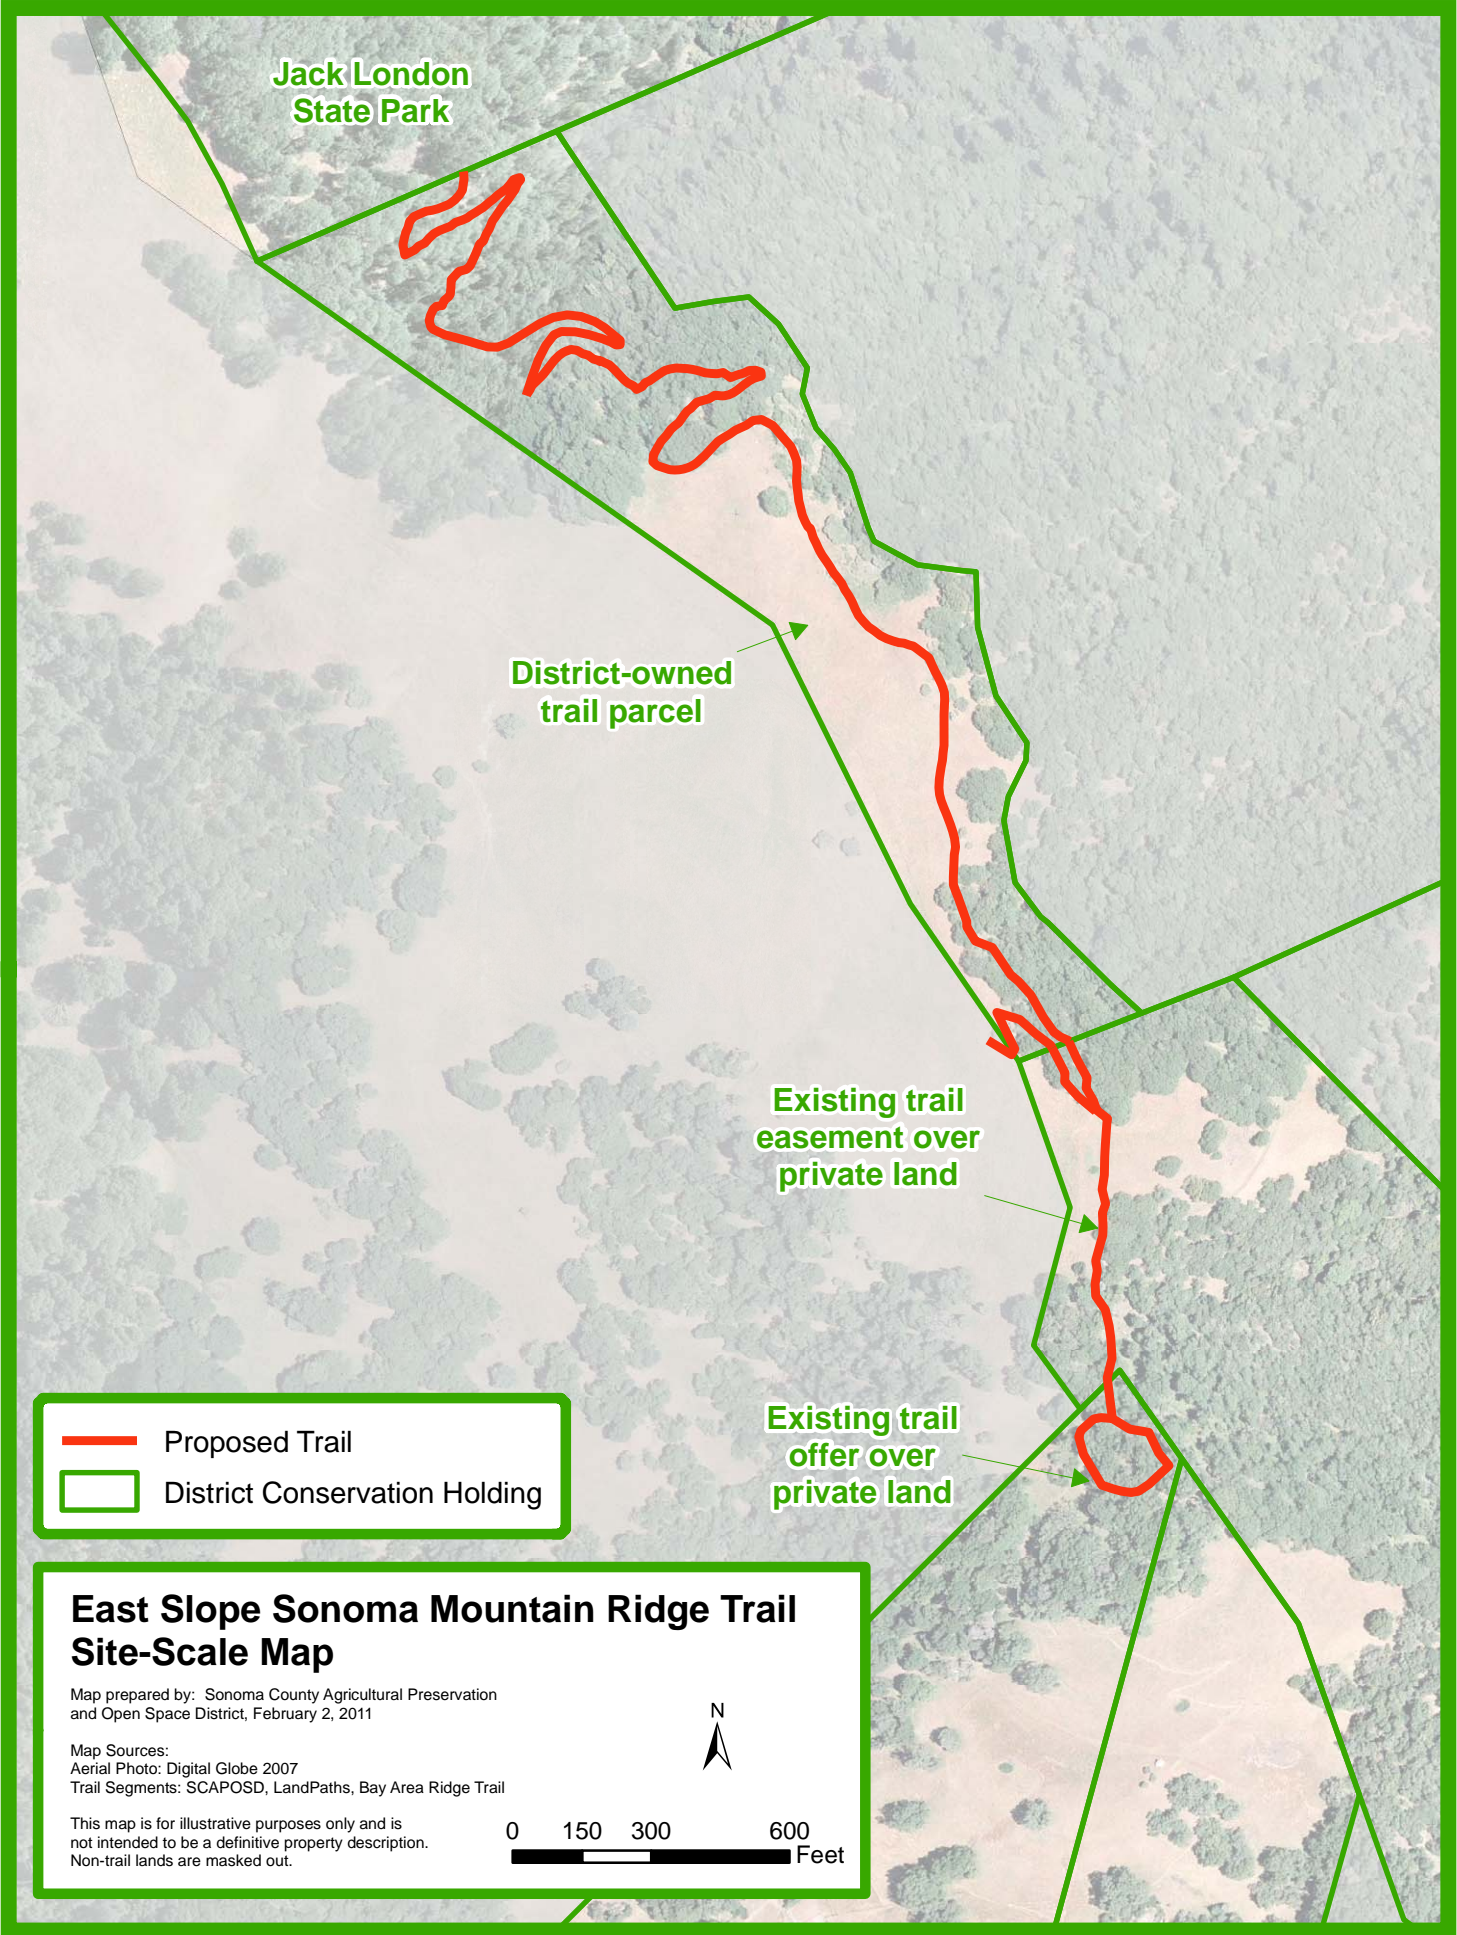 Jack London
State Park
District-owned
trail parcel
Existing trail
easement over
private land
Existing trail
offer over
private land
Proposed Trail
District Conservation Holding
East Slope Sonoma Mountain Ridge Trail
Site-Scale Map
Map prepared by: Sonoma County Agricultural Preservation
and Open Space District, February 2, 2011
Map Sources:
Aerial Photo: Digital Globe 2007
Trail Segments: SCAPOSD, LandPaths, Bay Area Ridge Trail
This map is for illustrative purposes only and is
not intended to be a definitive property description.
Non-trail lands are masked out.
N
0 150 300 600
Feet